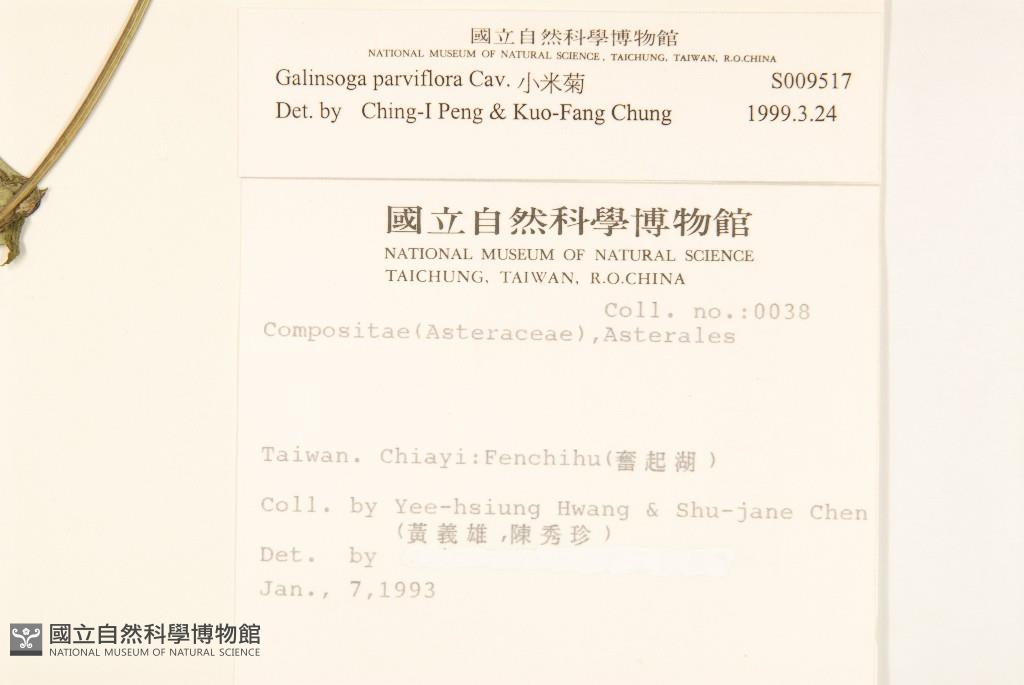 國立自然科學博物館
NATIONAL MUSEUM OF NATURAL SCIENCE, TAICHUNG, TAIWAN, R.O.CHINA
Galinsoga parviflora Cav. 小米菊 S009517
Det. by Ching-I Peng & Kuo-Fang Chung 1999.3.24
國立自然科學博物館
NATIONAL MUSEUM OF NATURAL SCIENCE
TAICHUNG, TAIWAN, R.O.CHINA
Coll. no.:0038
Compositae(Asteraceae),Asterales
Taiwan. Chiayi:Fenchihu(奮起湖)
Coll. by Yee-hsiung Hwang & Shu-jane Chen
(黃義雄,陳秀珍)
Det. by
Jan., 7,1993
國立自然科學博物館
NATIONAL MUSEUM OF NATURAL SCIENCE